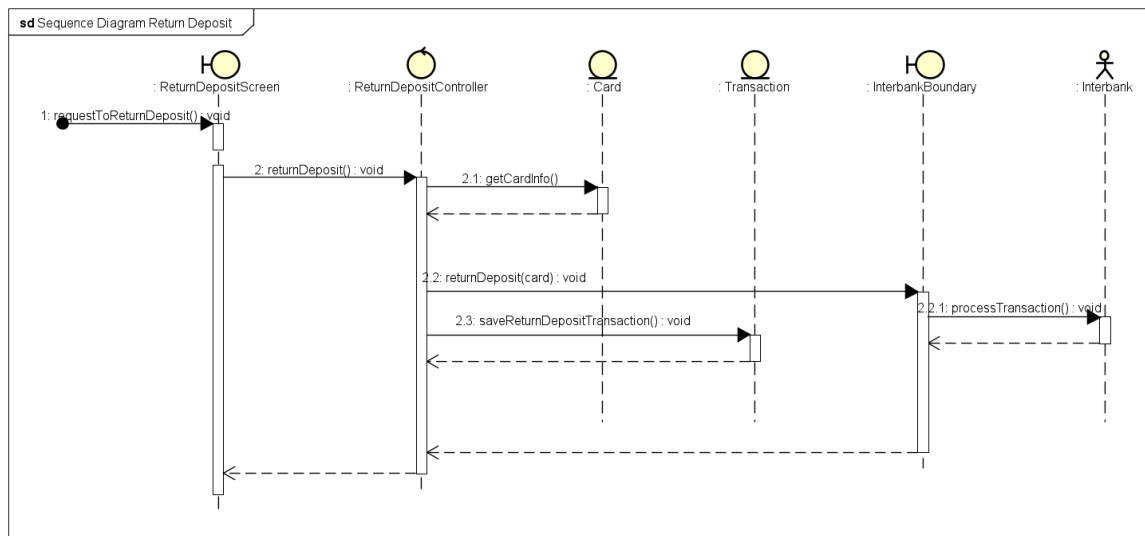 sd Sequence Diagram Return Deposit
: ReturnDepositScreen
: ReturnDepositController
: Card
: Transaction
: InterbankBoundary
: Interbank
1: requestToReturnDeposit() : void
2: returnDeposit() : void
2.1: getCardInfo()
2.2: returnDeposit(card) : void
2.2.1: processTransaction() : void
2.3: saveReturnDepositTransaction() : void